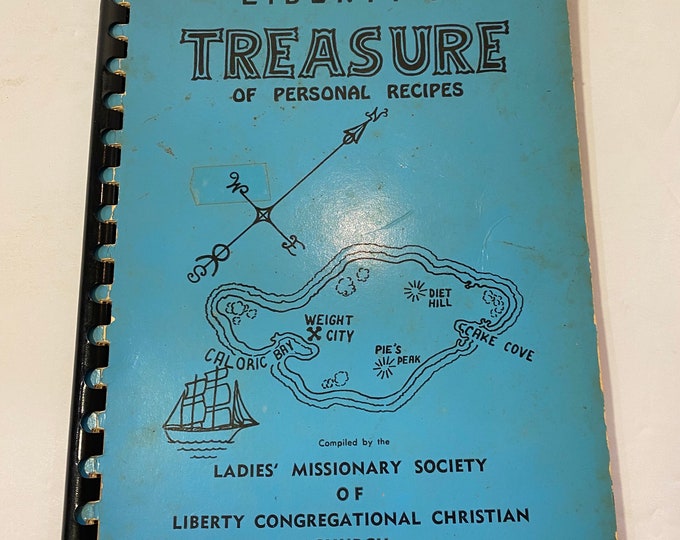 TREASURE
OF PERSONAL RECIPES
N
W
E
S
DIET
HILL
WEIGHT
CITY
CAKE COVE
CALORIC BAY
PIE'S
PEAK
Compiled by the
LADIES' MISSIONARY SOCIETY
OF
LIBERTY CONGREGATIONAL CHRISTIAN